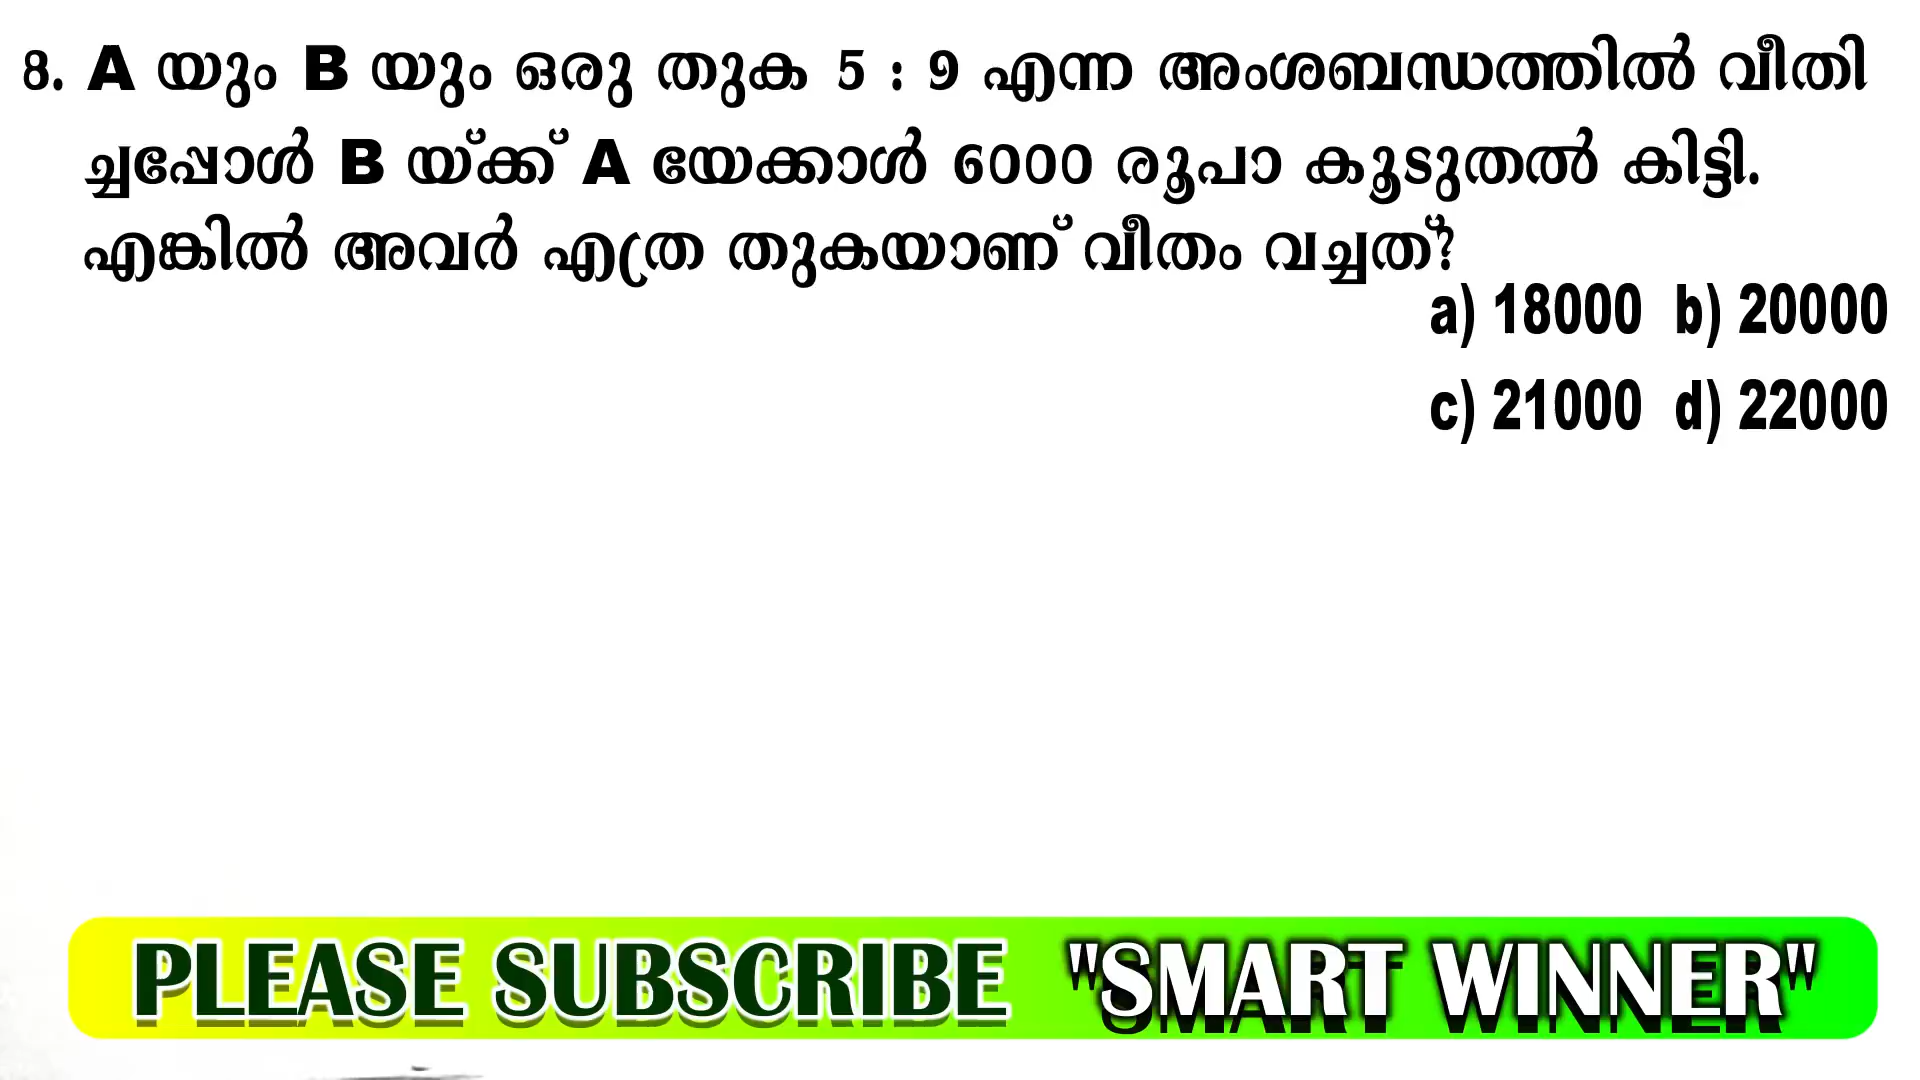 8. A യും B യും ഒരു തുക 5 : 9 എന്ന അംശബന്ധത്തിൽ വീതി
ച്ചപ്പോൾ B യ്ക്ക് A യേക്കാൾ 6000 രൂപാ കൂടുതൽ കിട്ടി.
എങ്കിൽ അവർ എത്ര തുകയാണ് വീതം വച്ചത്?
a) 18000 b) 20000
c) 21000 d) 22000
PLEASE SUBSCRIBE "SMART WINNER"